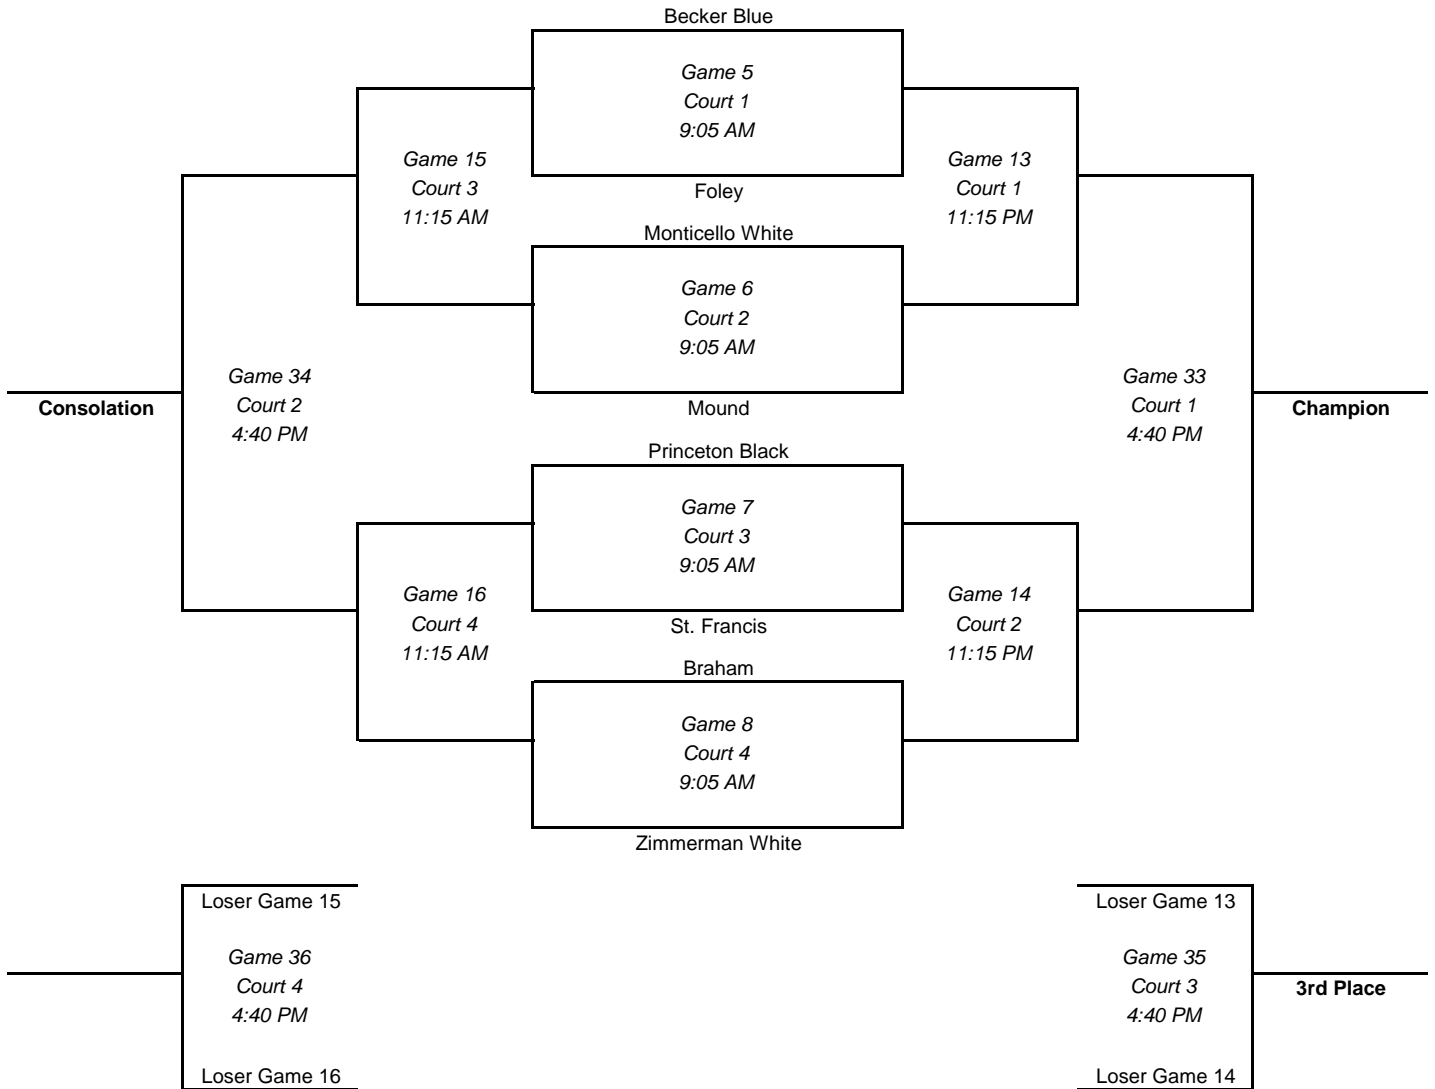 Becker Blue
Game 5
Court 1
9:05 AM
Game 15
Court 3
11:15 AM
Game 13
Court 1
11:15 PM
Foley
Monticello White
Game 6
Court 2
9:05 AM
Game 34
Court 2
4:40 PM
Game 33
Court 1
4:40 PM
Consolation
Mound
Champion
Princeton Black
Game 7
Court 3
9:05 AM
Game 16
Court 4
11:15 AM
Game 14
Court 2
11:15 PM
St. Francis
Braham
Game 8
Court 4
9:05 AM
Zimmerman White
Loser Game 15
Game 36
Court 4
4:40 PM
Loser Game 16
Loser Game 13
Game 35
Court 3
4:40 PM
3rd Place
Loser Game 14